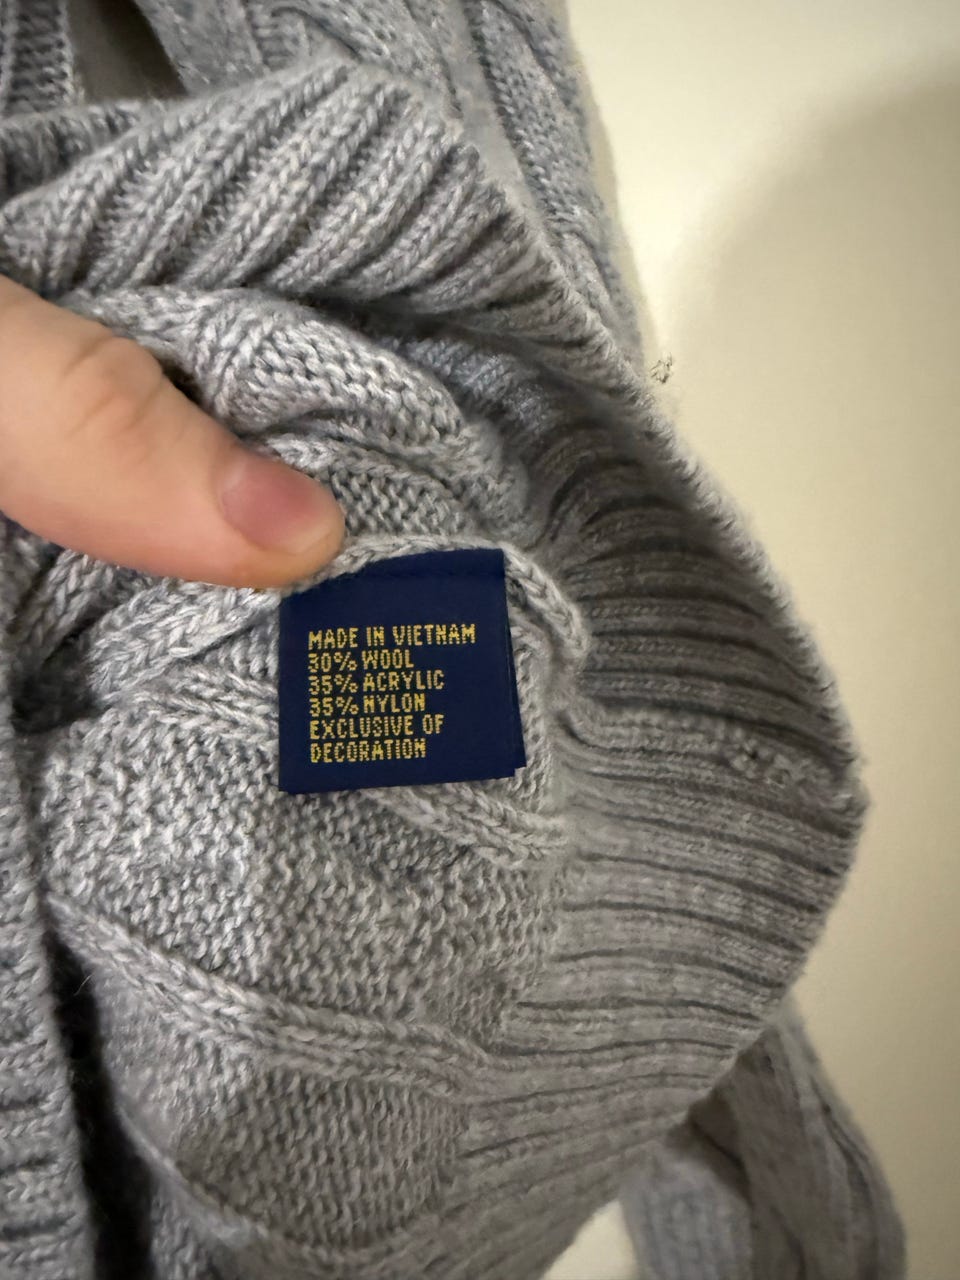 MADE IN VIETNAM
30% WOOL
35% ACRYLIC
35% NYLON
EXCLUSIVE OF
DECORATION